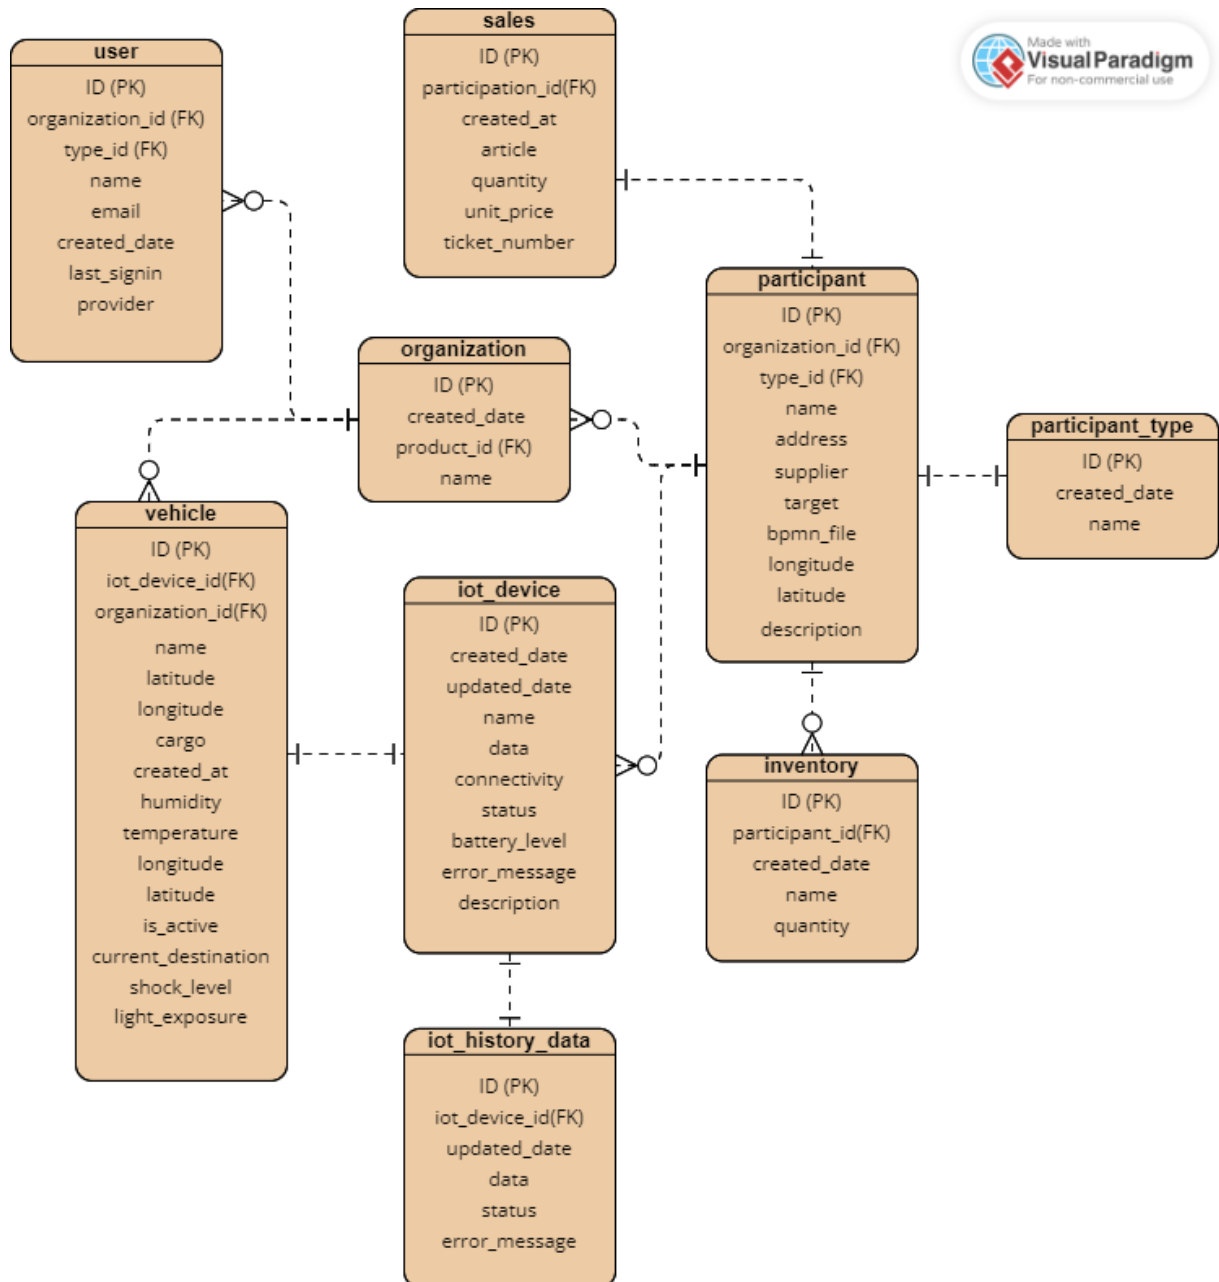 sales
ID (PK)
participation_id(FK)
created_at
article
quantity
unit_price
ticket_number
Made with
Visual Paradigm
For non-commercial use
user
ID (PK)
organization_id (FK)
type_id (FK)
name
email
created_date
last_signin
provider
organization
ID (PK)
created_date
product_id (FK)
name
participant
ID (PK)
organization_id (FK)
type_id (FK)
name
address
supplier
target
bpmn_file
longitude
latitude
description
participant_type
ID (PK)
created_date
name
vehicle
ID (PK)
iot_device_id(FK)
organization_id(FK)
name
latitude
longitude
cargo
created_at
humidity
temperature
longitude
latitude
is_active
current_destination
shock_level
light_exposure
iot_device
ID (PK)
created_date
updated_date
name
data
connectivity
status
battery_level
error_message
description
inventory
ID (PK)
participant_id(FK)
created_date
name
quantity
iot_history_data
ID (PK)
iot_device_id(FK)
updated_date
data
status
error_message